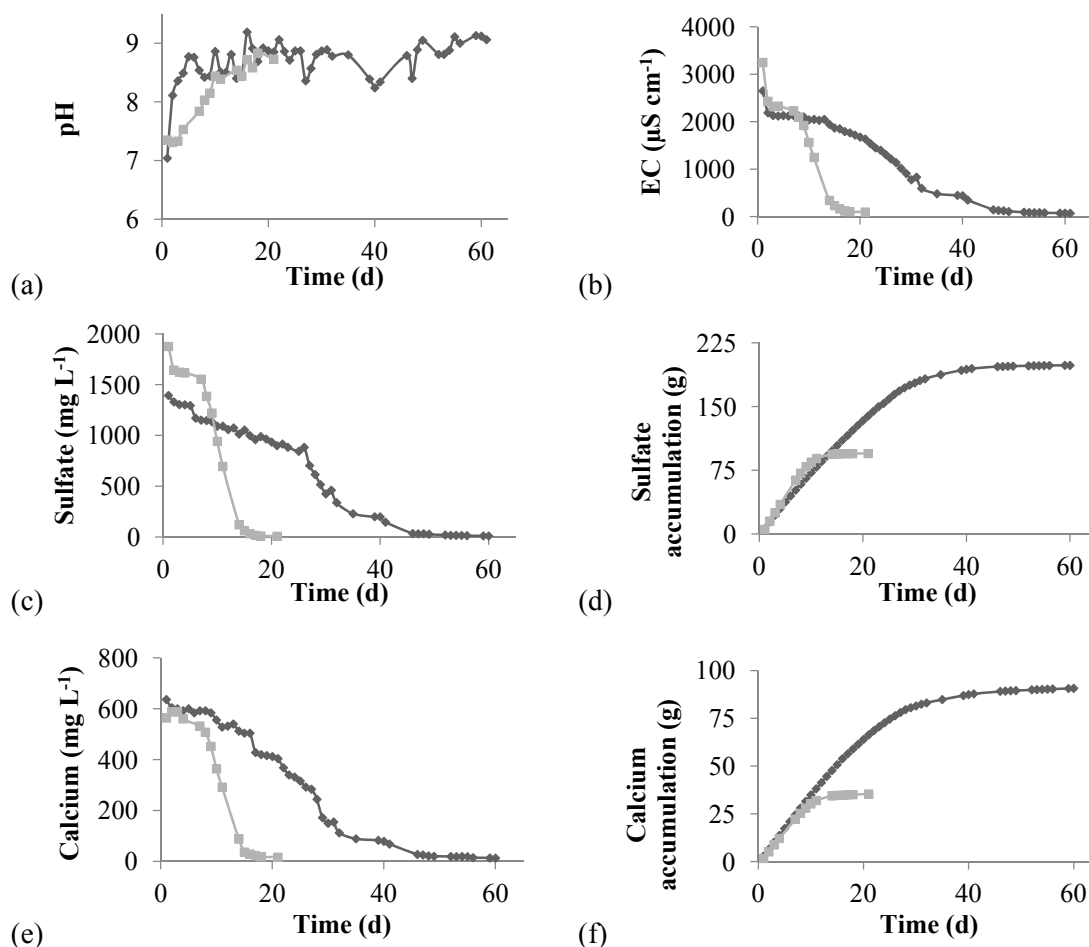 pH
9
8
7
6
0 20 40 60
Time (d)
(a)
EC (µS cm⁻¹)
4000
3000
2000
1000
0
0 20 40 60
Time (d)
(b)
Sulfate (mg L⁻¹)
2000
1500
1000
500
0
0 20 40 60
Time (d)
(c)
Sulfate
accumulation (g)
225
150
75
0
0 20 40 60
Time (d)
(d)
Calcium (mg L⁻¹)
800
600
400
200
0
0 20 40 60
Time (d)
(e)
Calcium
accumulation (g)
100
75
50
25
0
0 20 40 60
Time (d)
(f)